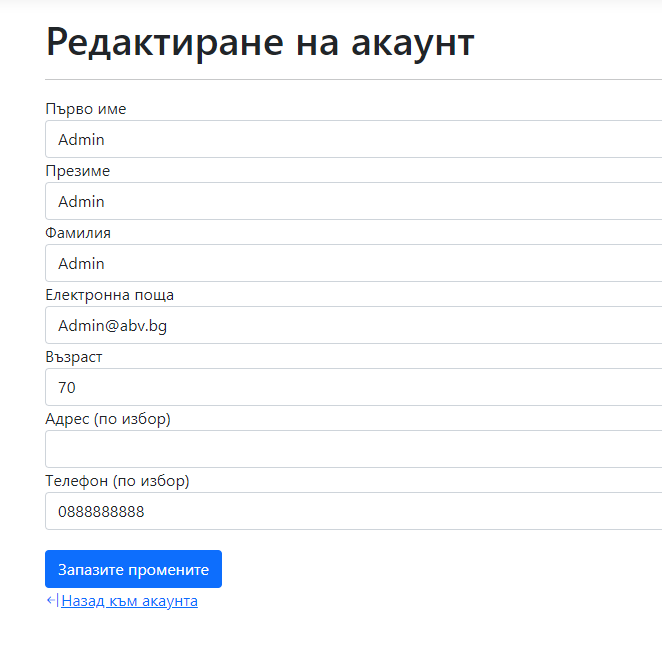 Редактиране на акаунт
Първо име
Admin
Презиме
Admin
Фамилия
Admin
Електронна поща
Admin@abv.bg
Възраст
70
Адрес (по избор)
Телефон (по избор)
0888888888
Запазите промените
Назад към акаунта